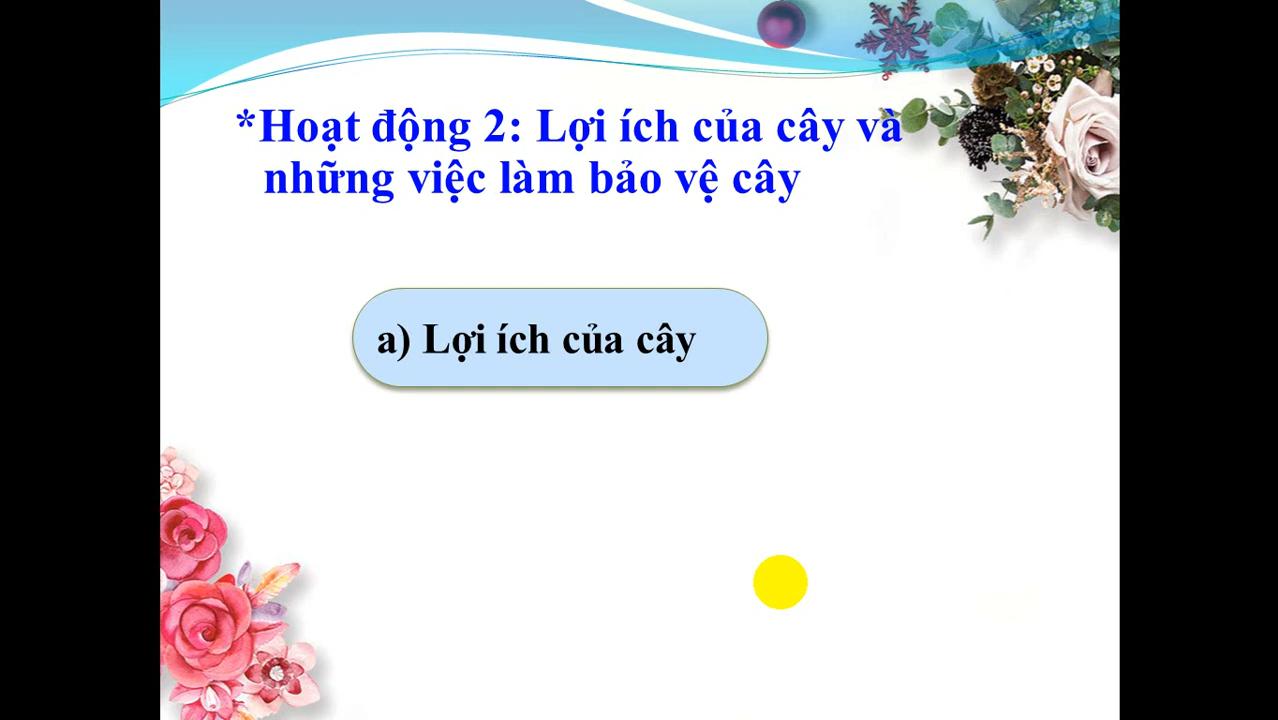 *Hoạt động 2: Lợi ích của cây và
những việc làm bảo vệ cây
a) Lợi ích của cây